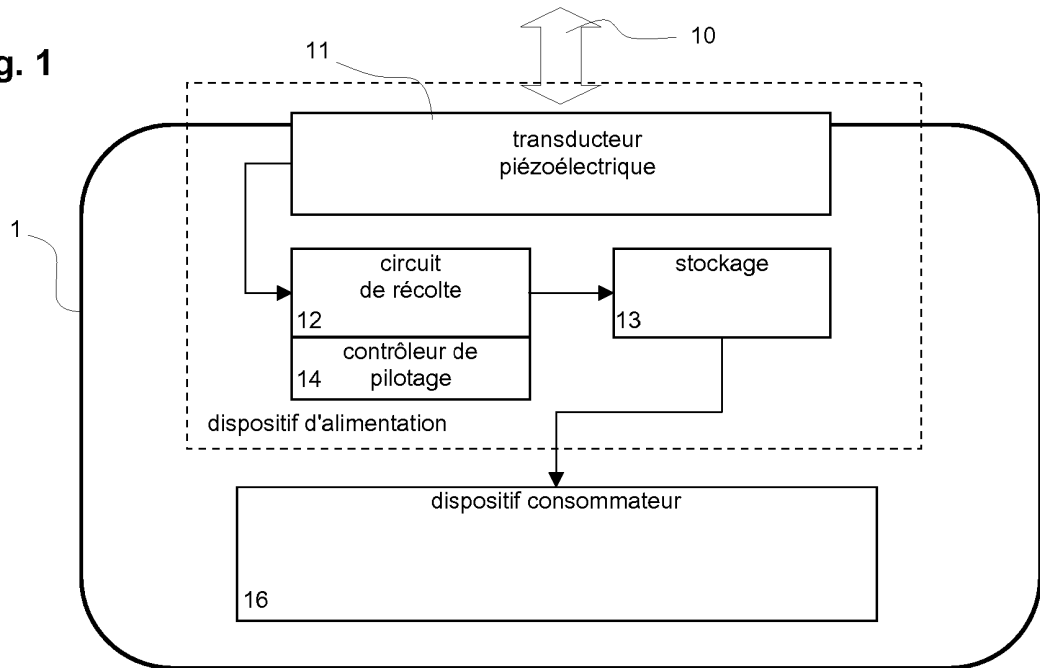 g. 1
10
11
transducteur
piézoélectrique
1
circuit
de récolte
12
stockage
13
contrôleur de
pilotage
14
dispositif d'alimentation
dispositif consommateur
16